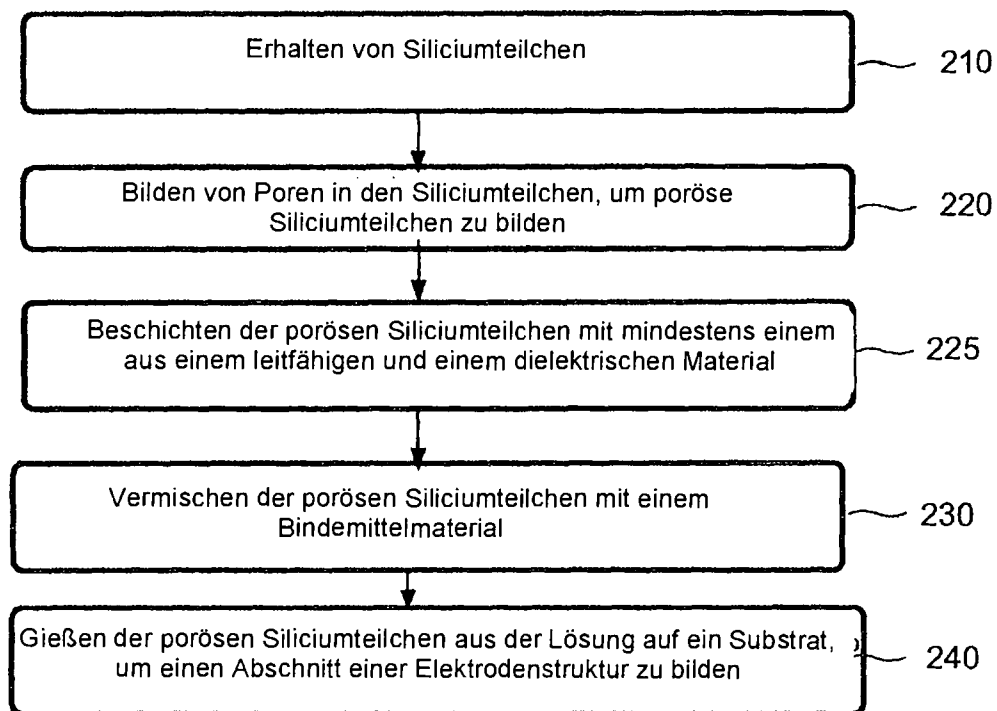 Erhalten von Siliciumteilchen
210
Bilden von Poren in den Siliciumteilchen, um poröse
Siliciumteilchen zu bilden
220
Beschichten der porösen Siliciumteilchen mit mindestens einem
aus einem leitfähigen und einem dielektrischen Material
225
Vermischen der porösen Siliciumteilchen mit einem
Bindemittelmaterial
230
Gießen der porösen Siliciumteilchen aus der Lösung auf ein Substrat,
um einen Abschnitt einer Elektrodenstruktur zu bilden
240